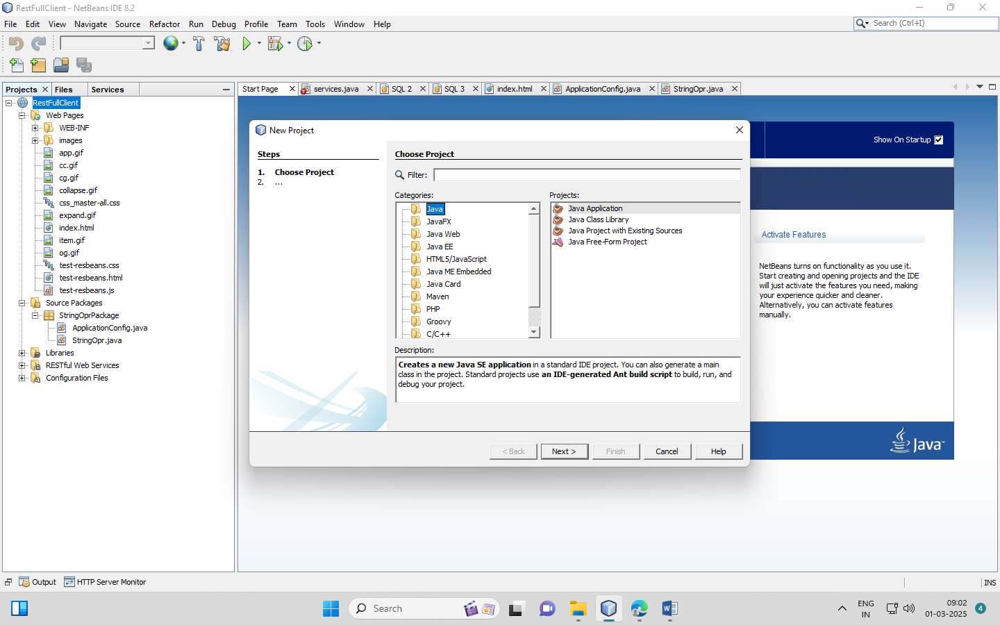 RestFullClient - NetBeans IDE 8.2
File Edit View Navigate Source Refactor Run Debug Profile Team Tools Window Help
Search (Ctrl+I)
Projects Files Services
Start Page services.java SQL 2 SQL 3 index.html ApplicationConfig.java StringOpr.java
RestFullClient
Web Pages
WEB-INF
images
app.gif
cc.gif
cg.gif
collapse.gif
css_master-all.css
expand.gif
index.html
item.gif
og.gif
test-resbeans.css
test-resbeans.html
test-resbeans.js
Source Packages
StringOprPackage
ApplicationConfig.java
StringOpr.java
Libraries
RESTful Web Services
Configuration Files
New Project
Steps
1. Choose Project
2. ...
Choose Project
Filter:
Categories:
Java
JavaFX
Java Web
Java EE
HTML5/JavaScript
Java ME Embedded
Java Card
Maven
PHP
Groovy
C/C++
Projects:
Java Application
Java Class Library
Java Project with Existing Sources
Java Free-Form Project
Description:
Creates a new Java SE application in a standard IDE project. You can also generate a main
class in the project. Standard projects use an IDE-generated Ant build script to build, run, and
debug your project.
< Back Next > Finish Cancel Help
Show On Startup
Activate Features
NetBeans turns on functionality as you use it.
Start creating and opening projects and the IDE
will just activate the features you need, making
your experience quicker and cleaner.
Alternatively, you can activate features
manually.
Java™
Output HTTP Server Monitor
INS
Search
ENG
IN
09:02
01-03-2025
4